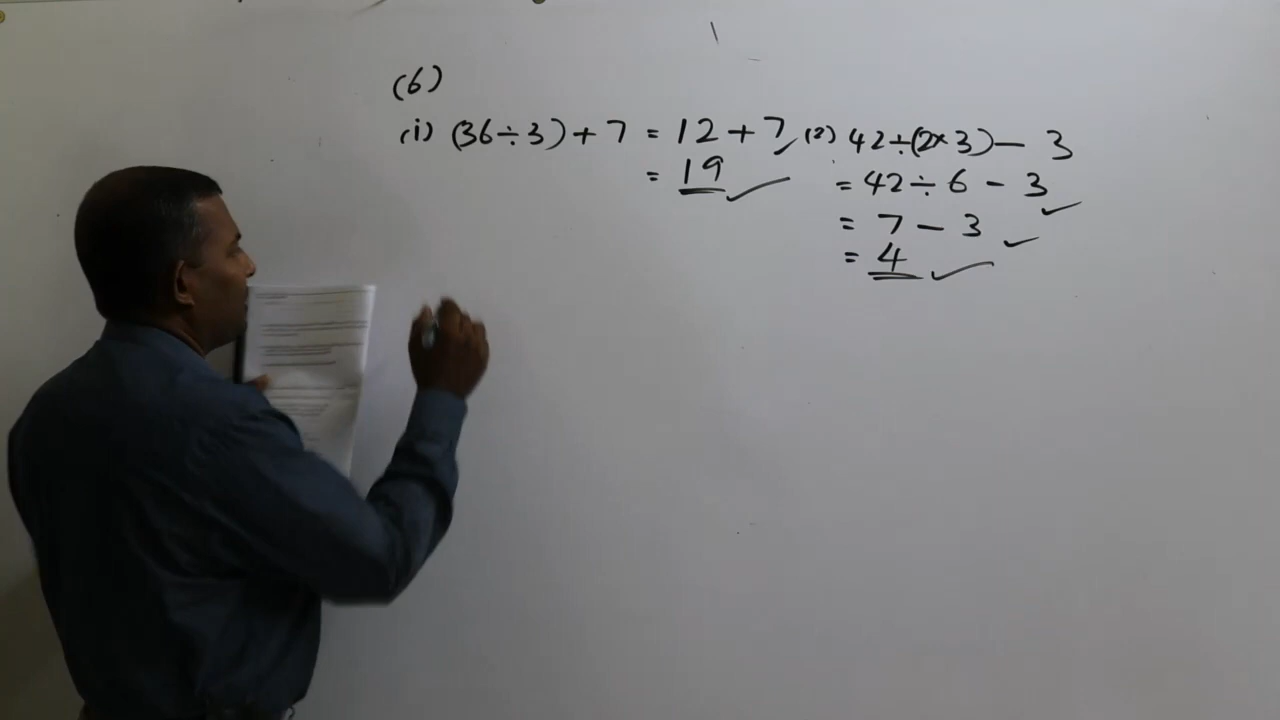 (6)
(i) (36÷3)+7 = 12+7
= 19
(2) 42÷(2×3)- 3
= 42÷6 - 3
= 7 - 3
= 4